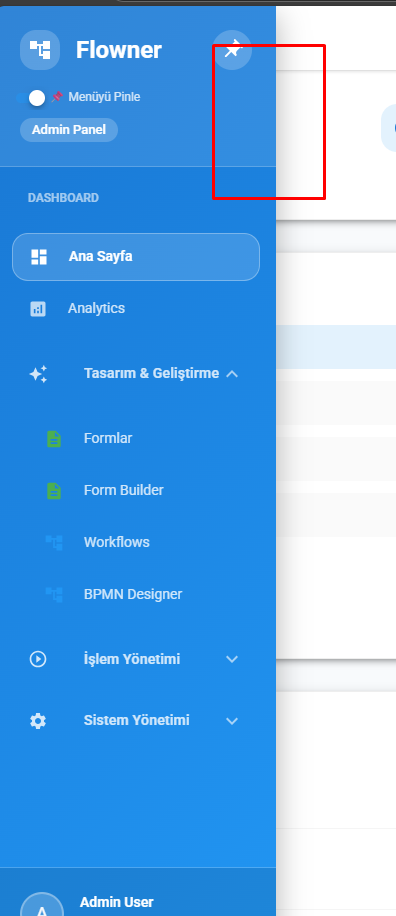 Flowner
Menüyü Pinle
Admin Panel
DASHBOARD
Ana Sayfa
Analytics
Tasarım & Geliştirme
Formlar
Form Builder
Workflows
BPMN Designer
İşlem Yönetimi
Sistem Yönetimi
Admin User
A